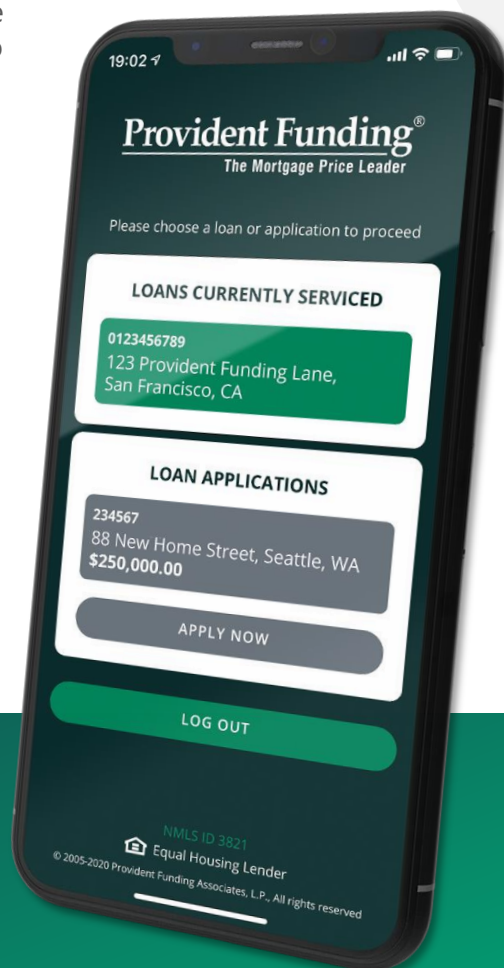 e
19:02
Provident Funding®
The Mortgage Price Leader
Please choose a loan or application to proceed
LOANS CURRENTLY SERVICED
0123456789
123 Provident Funding Lane,
San Francisco, CA
LOAN APPLICATIONS
234567
88 New Home Street, Seattle, WA
$250,000.00
APPLY NOW
LOG OUT
NMLS ID 3821
Equal Housing Lender
© 2005-2020 Provident Funding Associates, L.P., All rights reserved